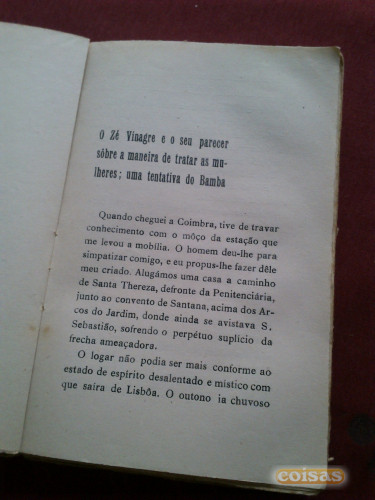 O Zé Vinagre e o seu parecer
sôbre a maneira de tratar as mu-
lheres; uma tentativa do Bamba
Quando cheguei a Coimbra, tive de travar
conhecimento com o môço da estação que
me levou a mobília. O homem deu-lhe para
simpatizar comigo, e eu propus-lhe fazer dêle
meu criado. Alugámos uma casa a caminho
de Santa Thereza, defronte da Penitenciária,
junto ao convento de Santana, acima dos Ar-
cos do Jardim, donde ainda se avistava S.
Sebastião, sofrendo o perpétuo suplício da
frecha ameaçadora.
O logar não podia ser mais conforme ao
estado de espírito desalentado e místico com
que saíra de Lisbôa. O outono ia chuvoso
coisas